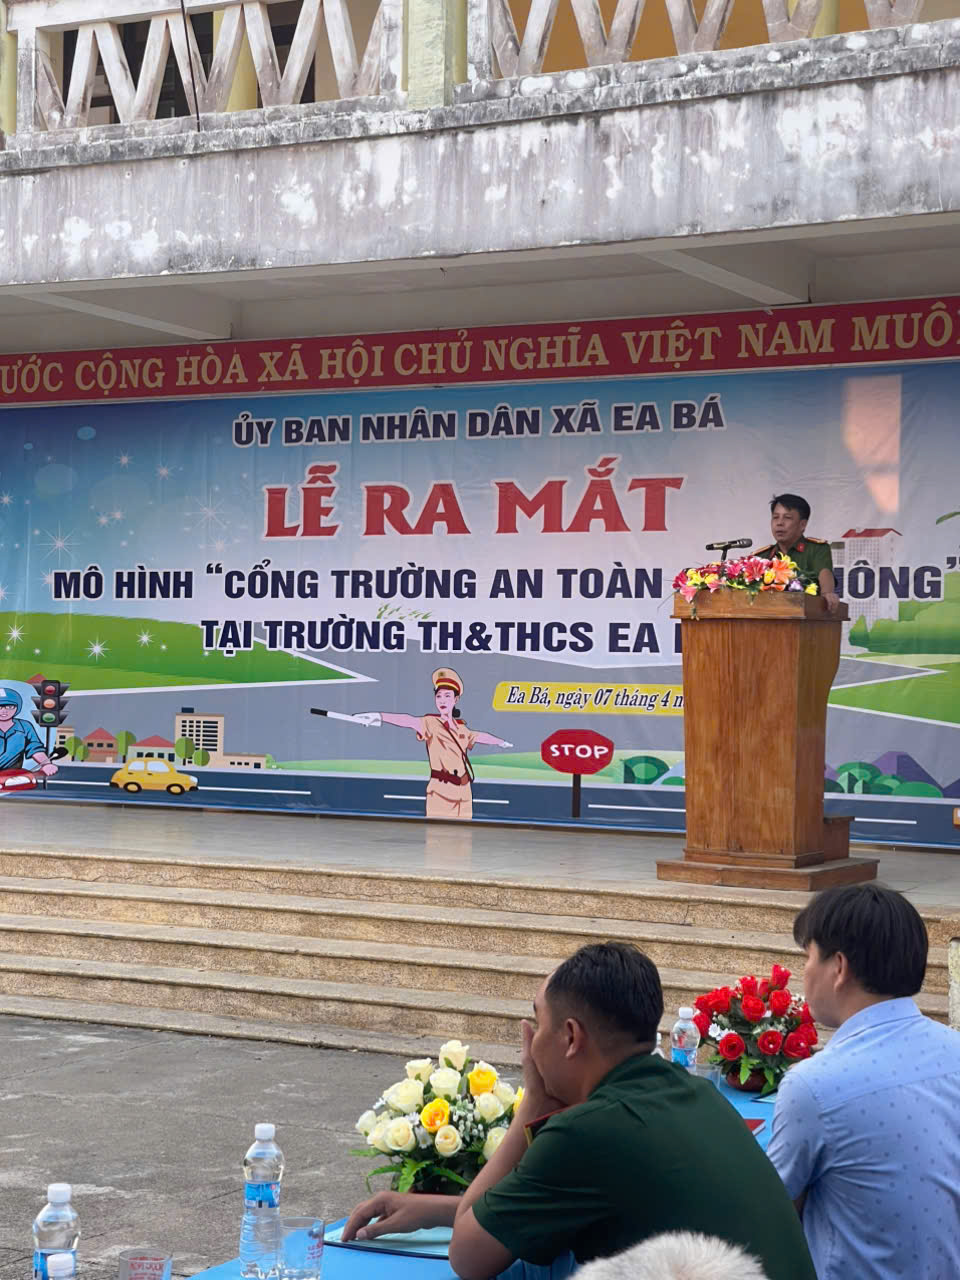 ƯỚC CỘNG HÒA XÃ HỘI CHỦ NGHĨA VIỆT NAM MUÔ
ỦY BAN NHÂN DÂN XÃ EA BÁ
LỄ RA MẮT
MÔ HÌNH “CỔNG TRƯỜNG AN TOÀN HÔNG”
TẠI TRƯỜNG TH&THCS EA
Ea Bá, ngày 07 tháng 4
STOP